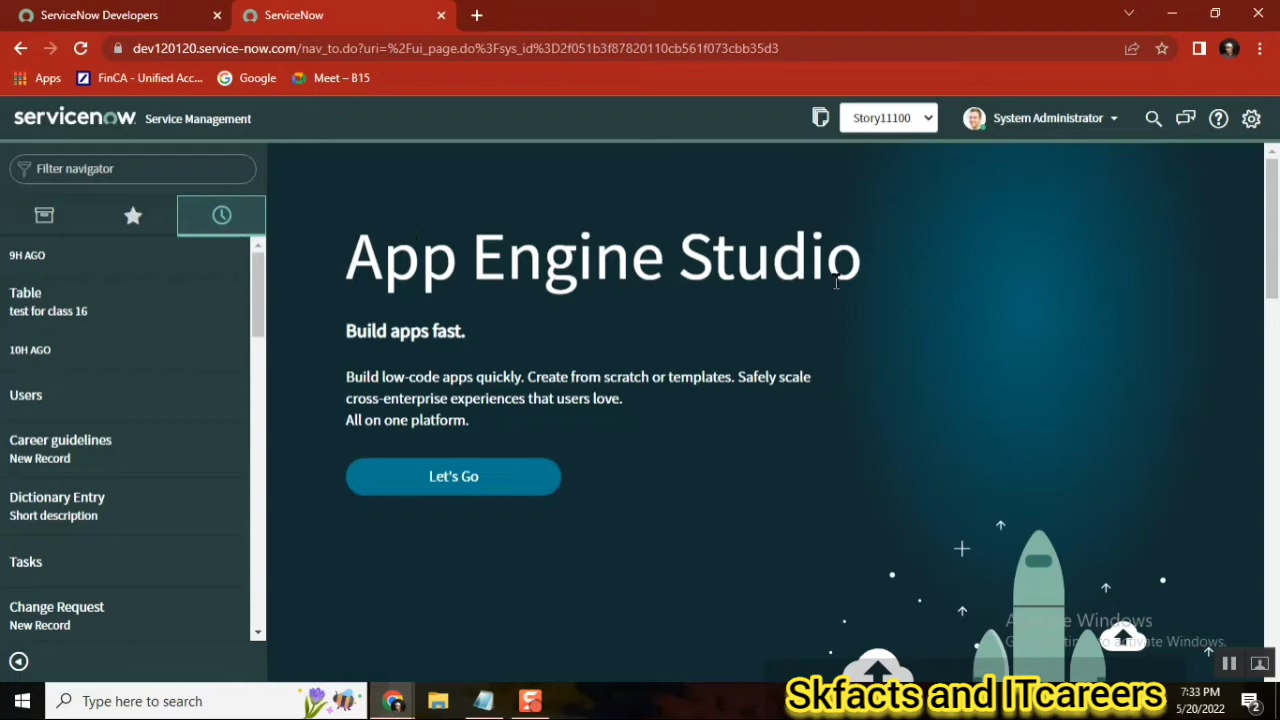 ServiceNow Developers
ServiceNow
dev120120.service-now.com/nav_to.do?uri=%2Fui_page.do%3Fsys_id%3D2f051b3f87820110cb561f073cbb35d3
Apps
FinCA - Unified Acc...
Google
Meet – B15
servicenow
Service Management
Story11100
System Administrator
Filter navigator
9H AGO
Table
test for class 16
10H AGO
Users
Career guidelines
New Record
Dictionary Entry
Short description
Tasks
Change Request
New Record
App Engine Studio
Build apps fast.
Build low-code apps quickly. Create from scratch or templates. Safely scale
cross-enterprise experiences that users love.
All on one platform.
Let's Go
Windows
activate Windows.
Type here to search
Skfacts and ITcareers
7:33 PM
5/20/2022
2